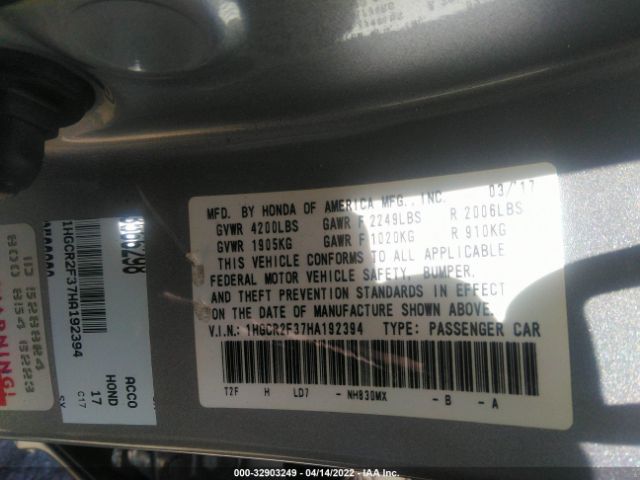 MFD. BY HONDA OF AMERICA MFG., INC. 03/17
GVWR 4200LBS GAWR F 2249LBS R 2006LBS
GVWR 1905KG GAWR F 1020KG R 910KG
THIS VEHICLE CONFORMS TO ALL APPLICABLE
FEDERAL MOTOR VEHICLE SAFETY, BUMPER,
AND THEFT PREVENTION STANDARDS IN EFFECT
ON THE DATE OF MANUFACTURE SHOWN ABOVE.
V.I.N.: 1HGCR2F37HA192394 TYPE: PASSENGER CAR
T2F H LD7 - NH830MX - B - A
1HGCR2F37HA192394
ACCO
HOND
17
C17
WARNING!
000-32903249 - 04/14/2022 - IAA Inc.